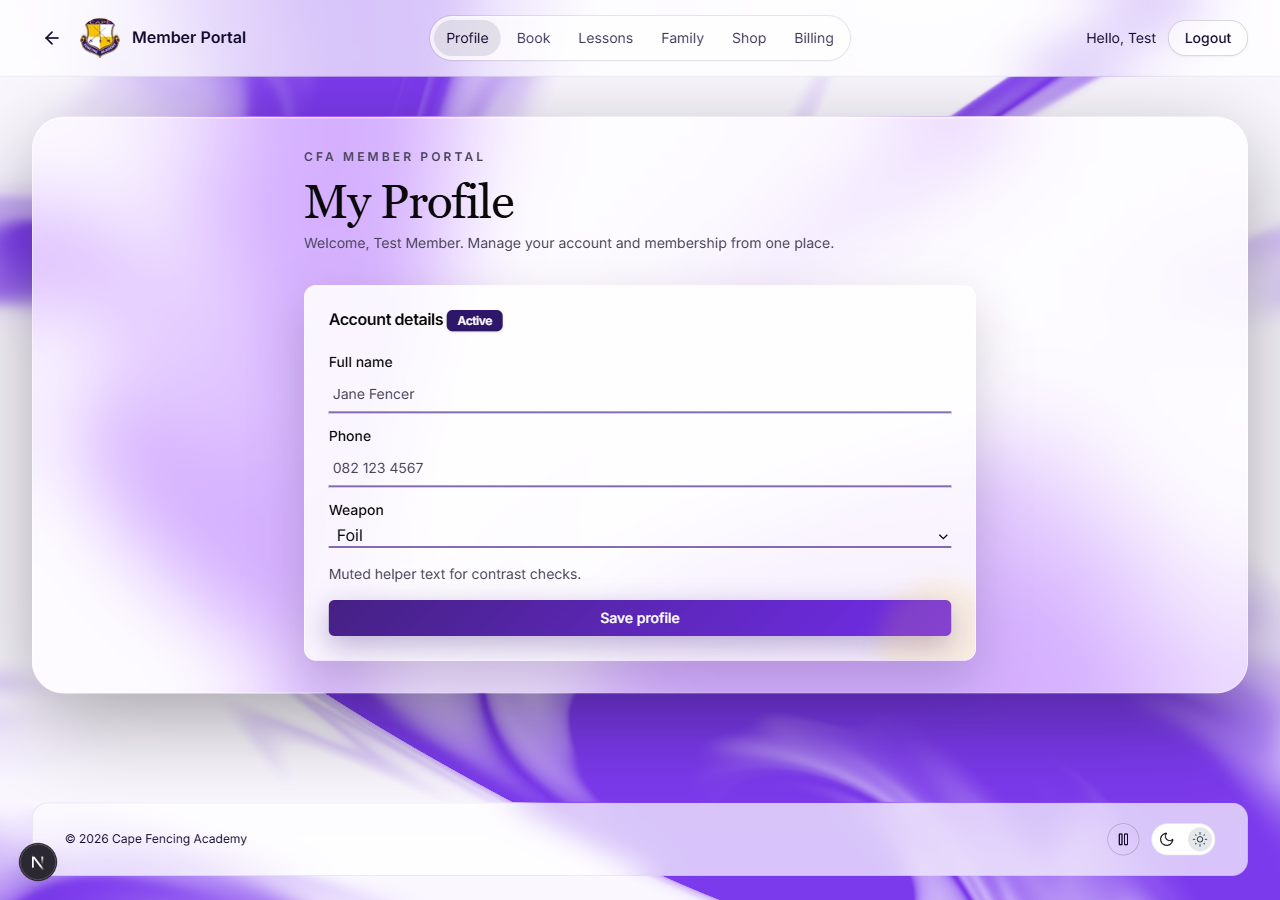 Member Portal
Profile
Book
Lessons
Family
Shop
Billing
Hello, Test
Logout
CFA MEMBER PORTAL
My Profile
Welcome, Test Member. Manage your account and membership from one place.
Account details Active
Full name
Jane Fencer
Phone
082 123 4567
Weapon
Foil
Muted helper text for contrast checks.
Save profile
© 2026 Cape Fencing Academy
N